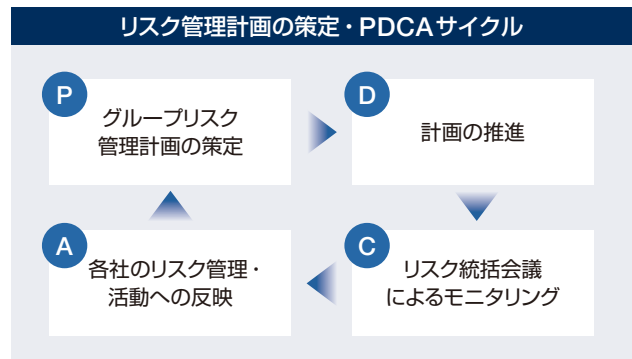 リスク管理計画の策定・PDCAサイクル
P
グループリスク
管理計画の策定
D
計画の推進
C
リスク統括会議
によるモニタリング
A
各社のリスク管理・
活動への反映